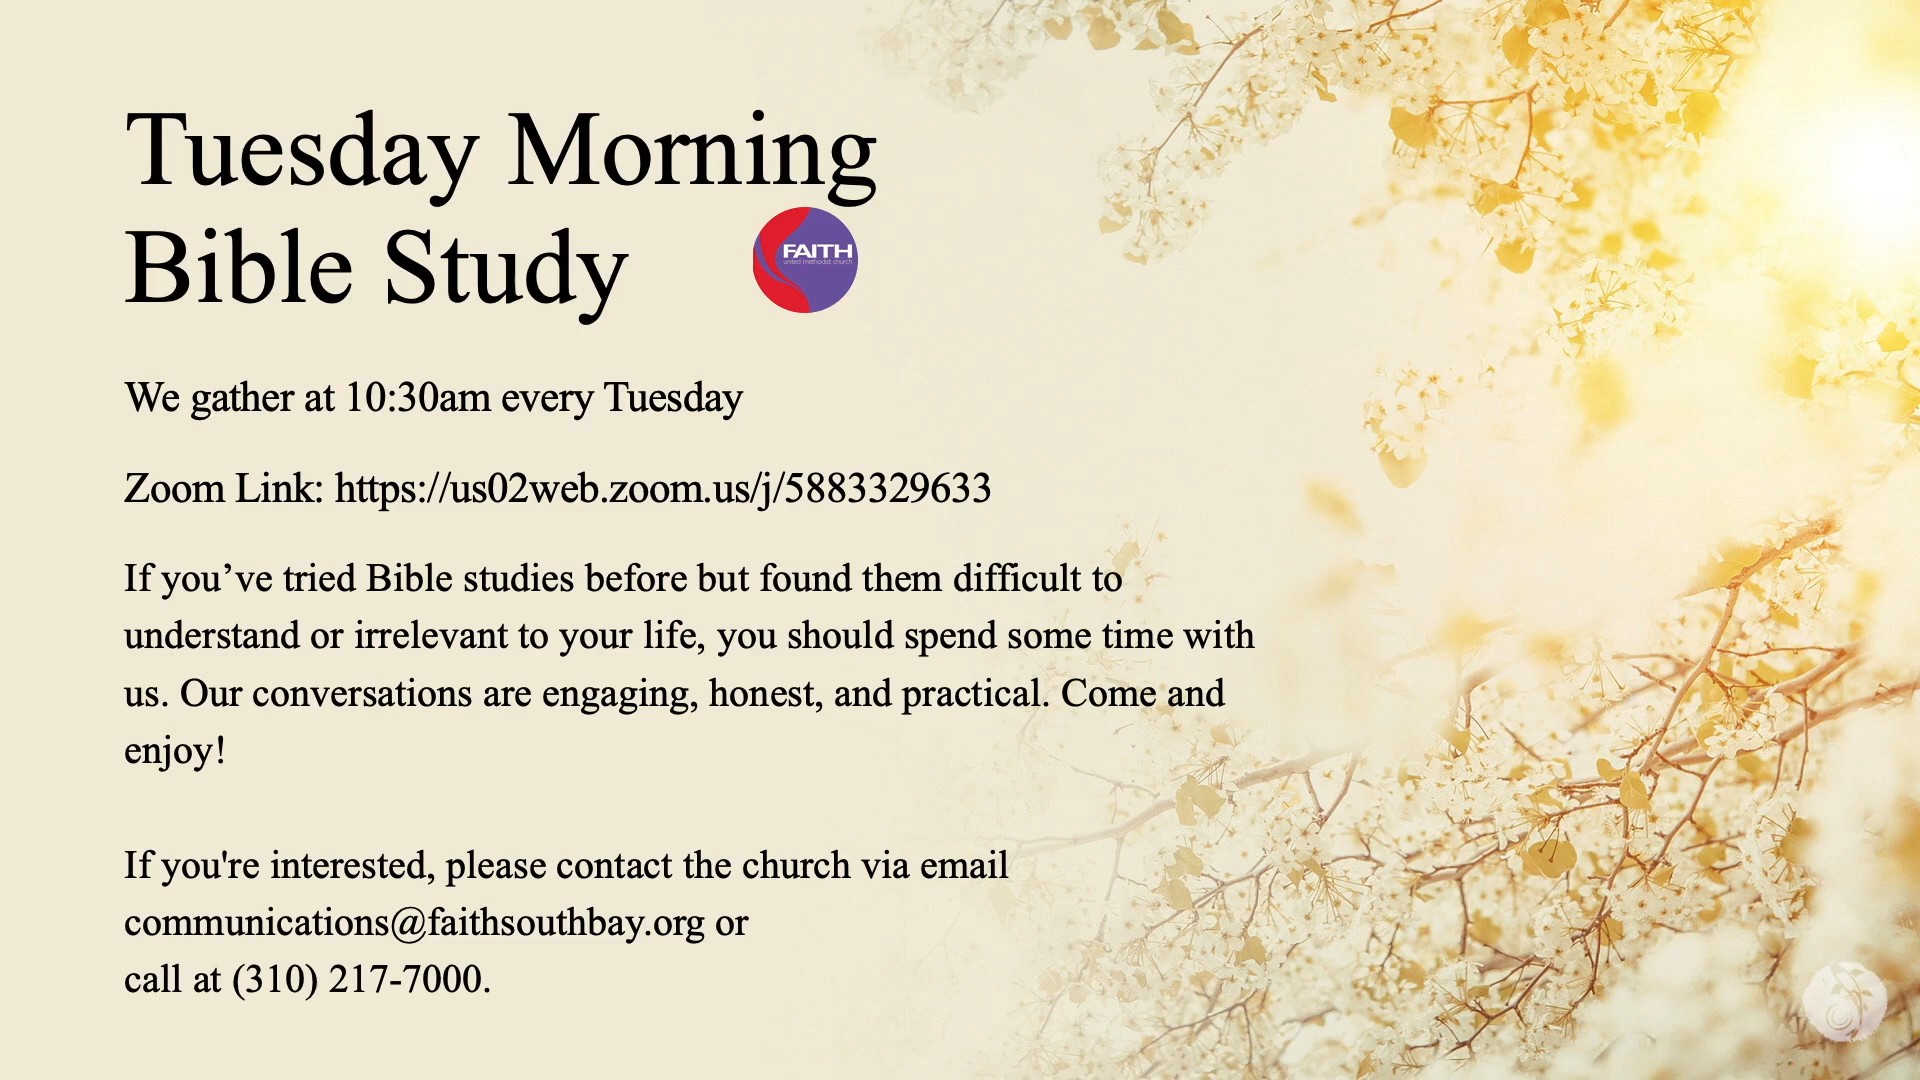 Tuesday Morning
Bible Study
FAITH
united methodist church
We gather at 10:30am every Tuesday
Zoom Link: https://us02web.zoom.us/j/5883329633
If you’ve tried Bible studies before but found them difficult to
understand or irrelevant to your life, you should spend some time with
us. Our conversations are engaging, honest, and practical. Come and
enjoy!
If you're interested, please contact the church via email
communications@faithsouthbay.org or
call at (310) 217-7000.